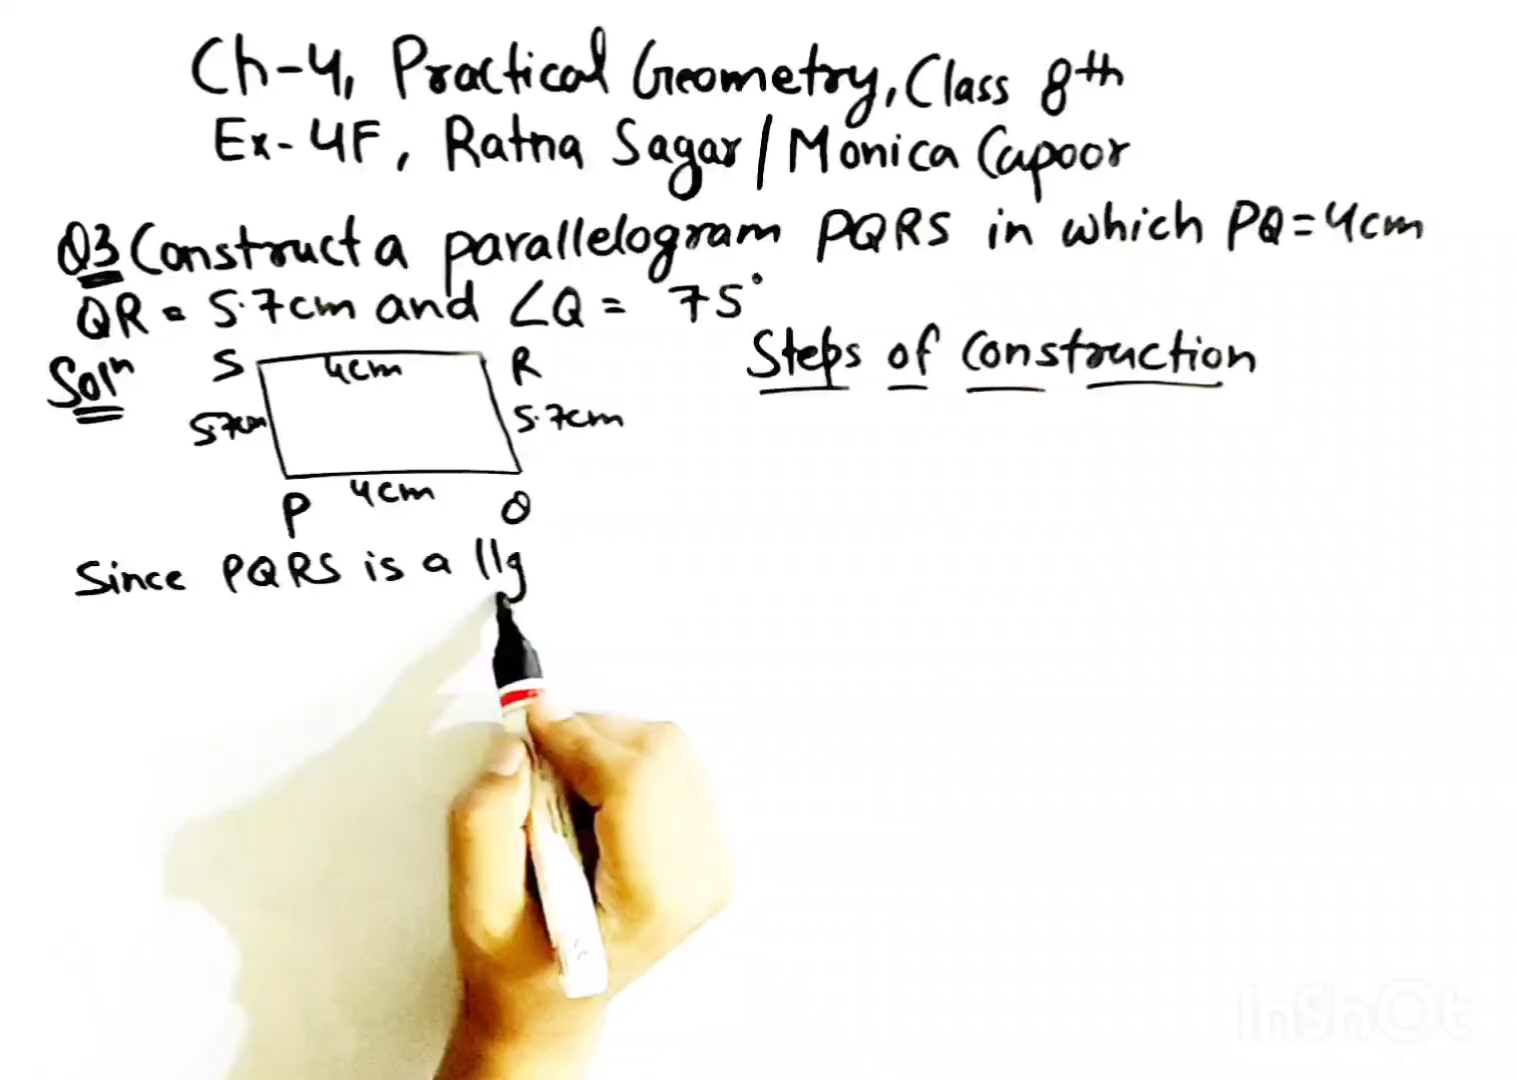 Ch-4, Practical Geometry, Class 8th
Ex-4F, Ratna Sagar/Monica Capoor
Q3 Construct a parallelogram PQRS in which PQ=4cm
QR = 5.7cm and ∠Q = 75°
Steps of construction
Solⁿ
S 4cm R
5.7cm 5.7cm
P 4cm Q
Since PQRS is a llg
InShOt